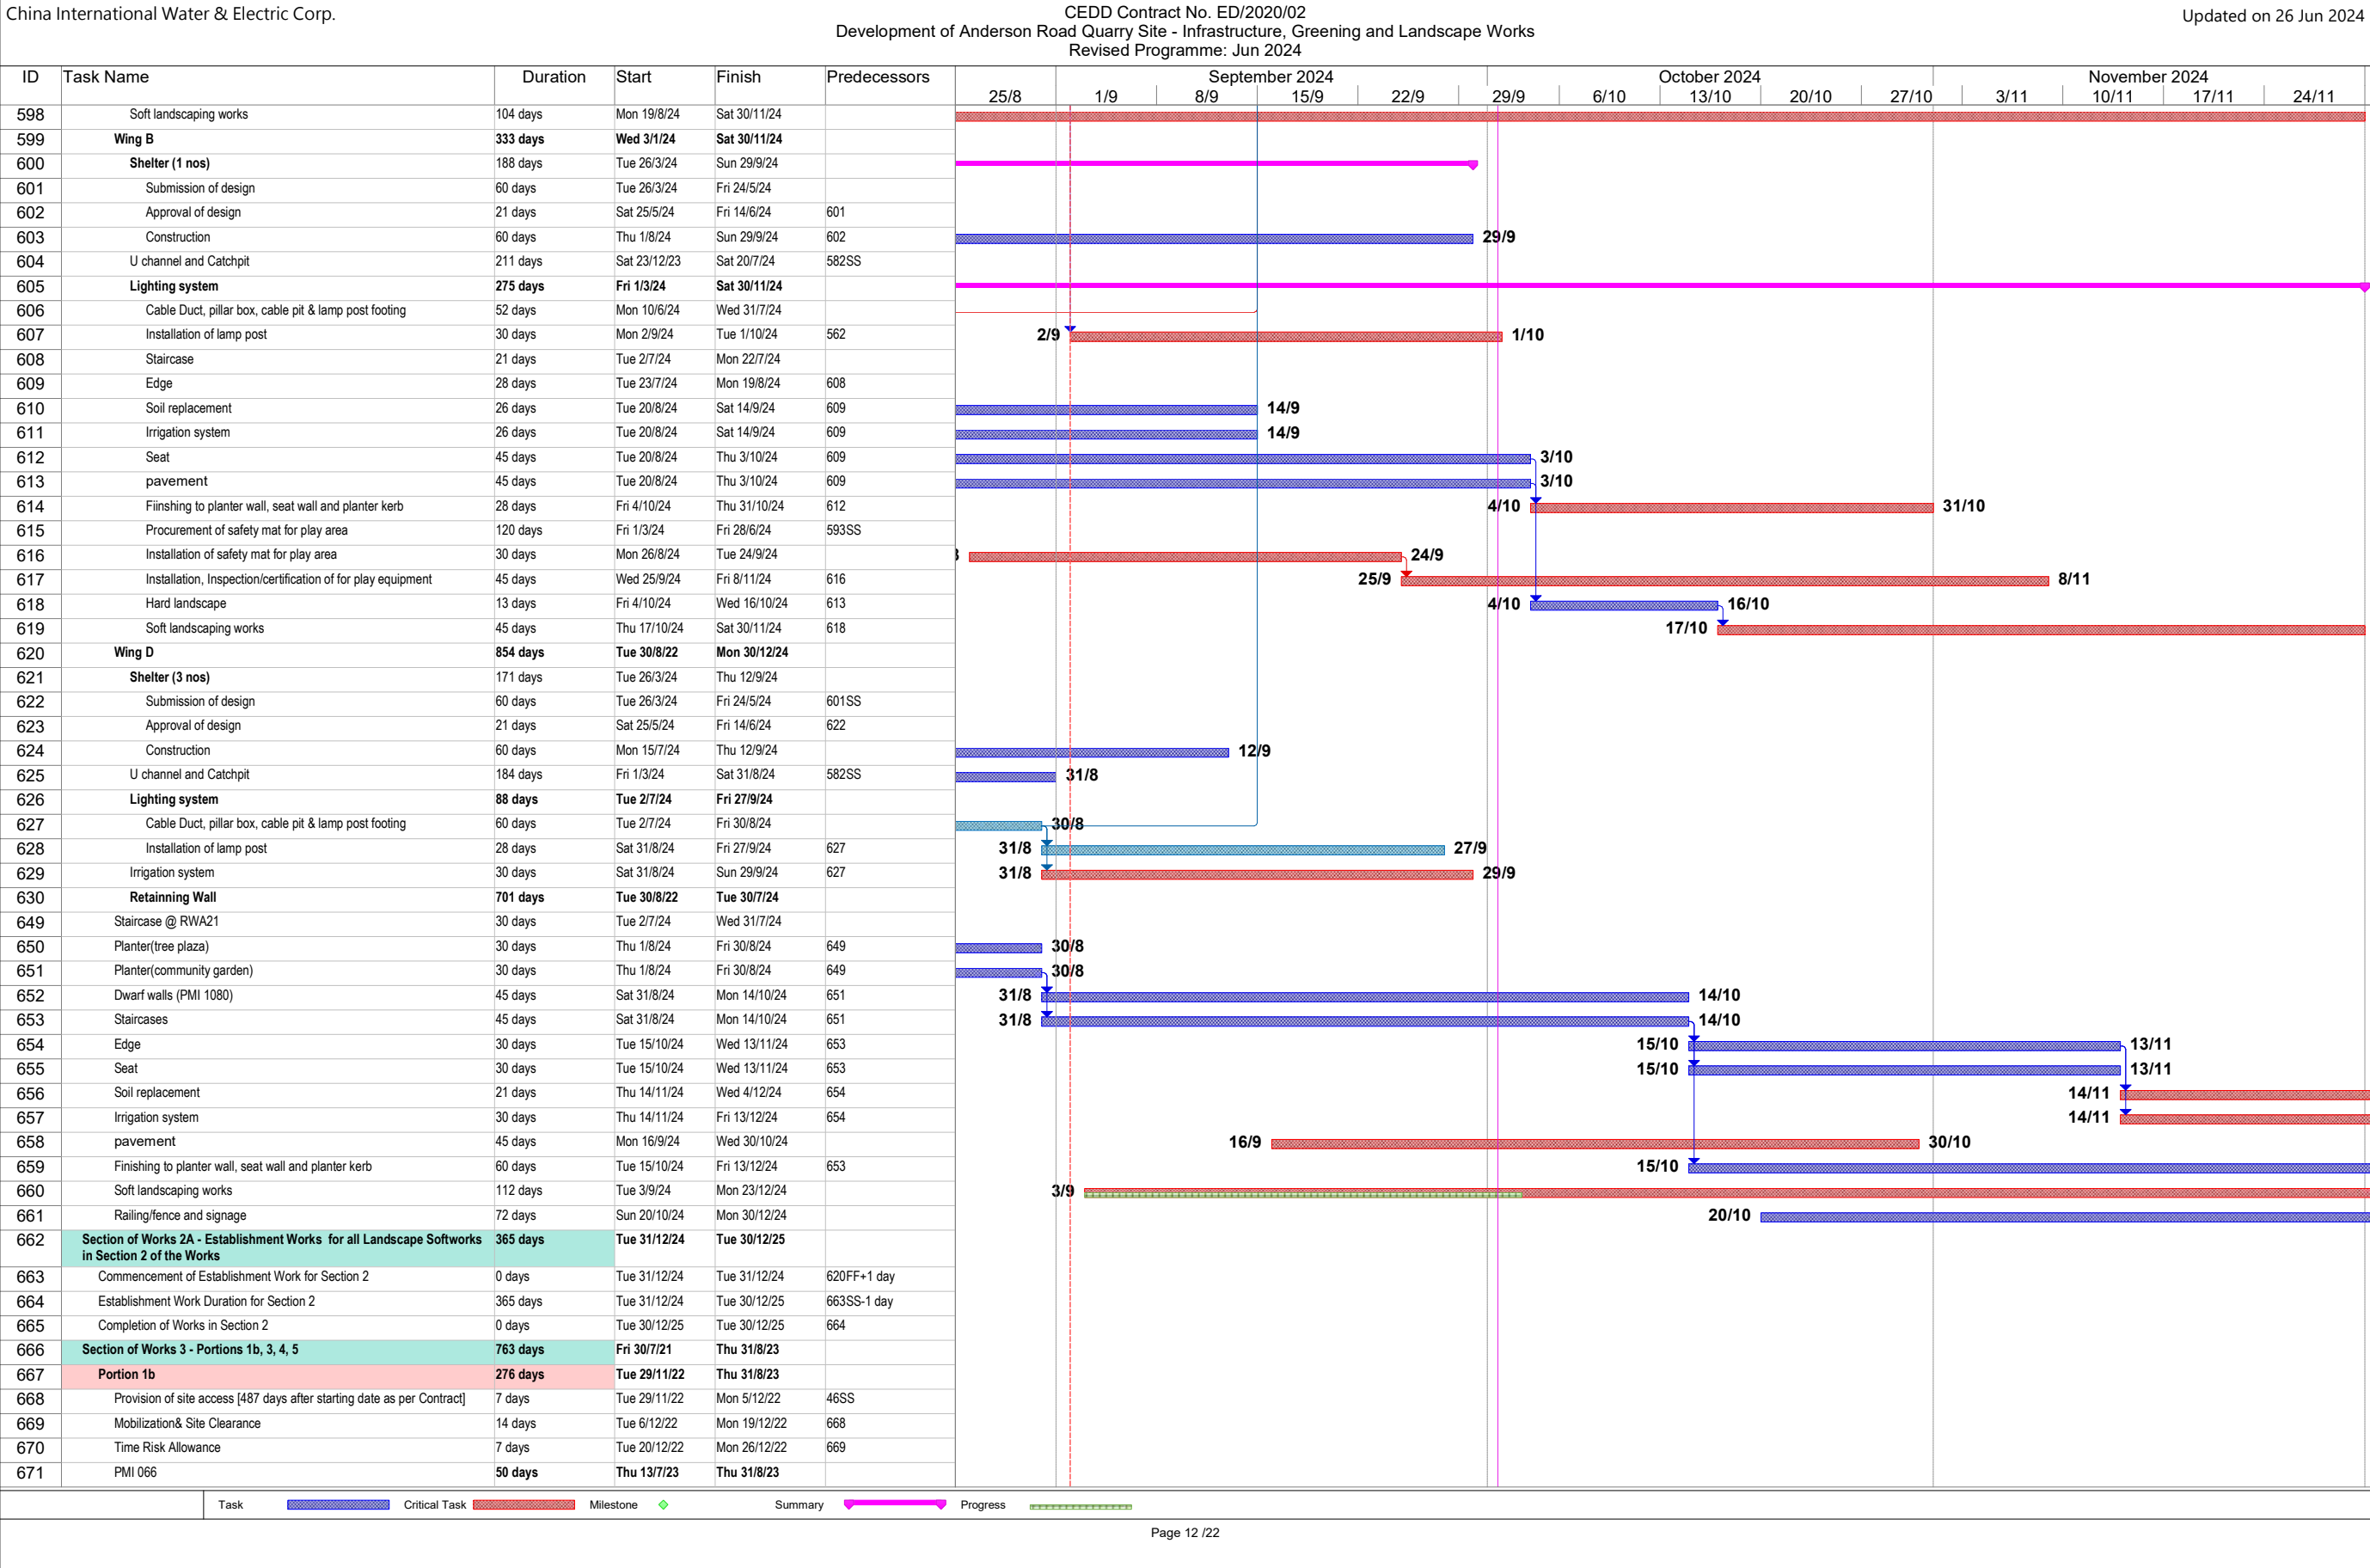 China International Water & Electric Corp.
CEDD Contract No. ED/2020/02
Development of Anderson Road Quarry Site - Infrastructure, Greening and Landscape Works
Revised Programme: Jun 2024
Updated on 26 Jun 2024
ID Task Name Duration Start Finish Predecessors September 2024 October 2024 November 2024
25/8 1/9 8/9 15/9 22/9 29/9 6/10 13/10 20/10 27/10 3/11 10/11 17/11 24/11
598 Soft landscaping works 104 days Mon 19/8/24 Sat 30/11/24
599 Wing B 333 days Wed 3/1/24 Sat 30/11/24
600 Shelter (1 nos) 188 days Tue 26/3/24 Sun 29/9/24
601 Submission of design 60 days Tue 26/3/24 Fri 24/5/24
602 Approval of design 21 days Sat 25/5/24 Fri 14/6/24 601
603 Construction 60 days Thu 1/8/24 Sun 29/9/24 602 29/9
604 U channel and Catchpit 211 days Sat 23/12/23 Sat 20/7/24 582SS
605 Lighting system 275 days Fri 1/3/24 Sat 30/11/24
606 Cable Duct, pillar box, cable pit & lamp post footing 52 days Mon 10/6/24 Wed 31/7/24
607 Installation of lamp post 30 days Mon 2/9/24 Tue 1/10/24 562 2/9 1/10
608 Staircase 21 days Tue 2/7/24 Mon 22/7/24
609 Edge 28 days Tue 23/7/24 Mon 19/8/24 608
610 Soil replacement 26 days Tue 20/8/24 Sat 14/9/24 609 14/9
611 Irrigation system 26 days Tue 20/8/24 Sat 14/9/24 609 14/9
612 Seat 45 days Tue 20/8/24 Thu 3/10/24 609 3/10
613 pavement 45 days Tue 20/8/24 Thu 3/10/24 609 3/10
614 Fiinshing to planter wall, seat wall and planter kerb 28 days Fri 4/10/24 Thu 31/10/24 612 4/10 31/10
615 Procurement of safety mat for play area 120 days Fri 1/3/24 Fri 28/6/24 593SS
616 Installation of safety mat for play area 30 days Mon 26/8/24 Tue 24/9/24 24/9
617 Installation, Inspection/certification of for play equipment 45 days Wed 25/9/24 Fri 8/11/24 616 25/9 8/11
618 Hard landscape 13 days Fri 4/10/24 Wed 16/10/24 613 4/10 16/10
619 Soft landscaping works 45 days Thu 17/10/24 Sat 30/11/24 618 17/10
620 Wing D 854 days Tue 30/8/22 Mon 30/12/24
621 Shelter (3 nos) 171 days Tue 26/3/24 Thu 12/9/24
622 Submission of design 60 days Tue 26/3/24 Fri 24/5/24 601SS
623 Approval of design 21 days Sat 25/5/24 Fri 14/6/24 622
624 Construction 60 days Mon 15/7/24 Thu 12/9/24 12/9
625 U channel and Catchpit 184 days Fri 1/3/24 Sat 31/8/24 582SS 31/8
626 Lighting system 88 days Tue 2/7/24 Fri 27/9/24
627 Cable Duct, pillar box, cable pit & lamp post footing 60 days Tue 2/7/24 Fri 30/8/24 30/8
628 Installation of lamp post 28 days Sat 31/8/24 Fri 27/9/24 627 31/8 27/9
629 Irrigation system 30 days Sat 31/8/24 Sun 29/9/24 627 31/8 29/9
630 Retainning Wall 701 days Tue 30/8/22 Tue 30/7/24
649 Staircase @ RWA21 30 days Tue 2/7/24 Wed 31/7/24
650 Planter(tree plaza) 30 days Thu 1/8/24 Fri 30/8/24 649 30/8
651 Planter(community garden) 30 days Thu 1/8/24 Fri 30/8/24 649 30/8
652 Dwarf walls (PMI 1080) 45 days Sat 31/8/24 Mon 14/10/24 651 31/8 14/10
653 Staircases 45 days Sat 31/8/24 Mon 14/10/24 651 31/8 14/10
654 Edge 30 days Tue 15/10/24 Wed 13/11/24 653 15/10 13/11
655 Seat 30 days Tue 15/10/24 Wed 13/11/24 653 15/10 13/11
656 Soil replacement 21 days Thu 14/11/24 Wed 4/12/24 654 14/11
657 Irrigation system 30 days Thu 14/11/24 Fri 13/12/24 654 14/11
658 pavement 45 days Mon 16/9/24 Wed 30/10/24 16/9 30/10
659 Finishing to planter wall, seat wall and planter kerb 60 days Tue 15/10/24 Fri 13/12/24 653 15/10
660 Soft landscaping works 112 days Tue 3/9/24 Mon 23/12/24 3/9
661 Railing/fence and signage 72 days Sun 20/10/24 Mon 30/12/24 20/10
662 Section of Works 2A - Establishment Works for all Landscape Softworks 365 days Tue 31/12/24 Tue 30/12/25
in Section 2 of the Works
663 Commencement of Establishment Work for Section 2 0 days Tue 31/12/24 Tue 31/12/24 620FF+1 day
664 Establishment Work Duration for Section 2 365 days Tue 31/12/24 Tue 30/12/25 663SS-1 day
665 Completion of Works in Section 2 0 days Tue 30/12/25 Tue 30/12/25 664
666 Section of Works 3 - Portions 1b, 3, 4, 5 763 days Fri 30/7/21 Thu 31/8/23
667 Portion 1b 276 days Tue 29/11/22 Thu 31/8/23
668 Provision of site access [487 days after starting date as per Contract] 7 days Tue 29/11/22 Mon 5/12/22 46SS
669 Mobilization& Site Clearance 14 days Tue 6/12/22 Mon 19/12/22 668
670 Time Risk Allowance 7 days Tue 20/12/22 Mon 26/12/22 669
671 PMI 066 50 days Thu 13/7/23 Thu 31/8/23
Task Critical Task Milestone Summary Progress
Page 12 /22